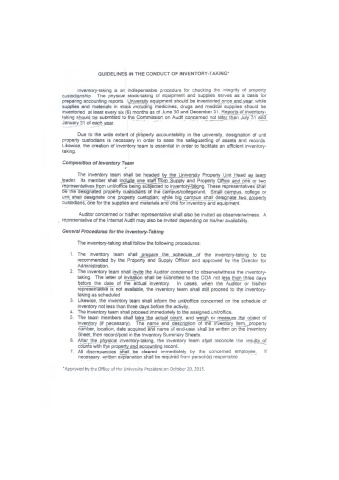 GUIDELINES IN THE CONDUCT OF INVENTORY-TAKING*
Inventory-taking is an indispensible procedure for checking the integrity of property
custodianship. The physical stock-taking of equipment and supplies serves as a basis for
preparing accounting reports. University equipment should be inventoried once and year while
supplies and materials in mass including medicines, drugs and medical supplies should be
inventoried at least every six (6) months as of June 30 and December 31. Reports of inventory-
taking should be submitted to the Commission on Audit concerned not later than July 31 and
January 31 of each year.
Due to the wide extent of property accountability in the university, designation of unit
property custodians is necessary in order to ease the safeguarding of assets and records.
Likewise, the creation of inventory team is essential in order to facilitate an efficient inventory-
taking.
Composition of Inventory Team
The inventory team shall be headed by the University Property Unit Head as team
leader. Its member shall include one staff from Supply and Property Office and one or two
representatives from unit/office being subjected to inventory-taking. These representatives shall
be the designated property custodians of the campus/college/unit. Small campus, college or
unit shall designate one property custodian; while big campus shall designate two property
custodians, one for the supplies and materials and one for inventory and equipment.
Auditor concerned or his/her representative shall also be invited as observer/witness. A
representative of the Internal Audit may also be invited depending on his/her availability.
General Procedures for the Inventory-Taking
The inventory-taking shall follow the following procedures:
1. The inventory team shall prepare the schedule of the inventory-taking to be
recommended by the Property and Supply Officer and approved by the Director for
Administration.
2. The inventory team shall invite the Auditor concerned to observe/witness the inventory-
taking. The letter of invitation shall be submitted to the COA not less than three days
before the date of the actual inventory. In cases, when the Auditor or his/her
representative is not available, the inventory team shall still proceed to the inventory-
taking as scheduled.
3. Likewise, the inventory team shall inform the unit/office concerned on the schedule of
inventory not less than three days before the activity.
4. The inventory team shall proceed immediately to the assigned unit/office.
5. The team members shall take the actual count, and weigh or measure the object of
inventory (if necessary). The name and description of the inventory item, property
number, location, date acquired and name of end-user shall be written on the Inventory
Sheet, then record/post in the Inventory Summary Sheets.
6. After the physical inventory-taking, the inventory team shall reconcile the results of
counts with the property and accounting record.
7. All discrepancies shall be cleared immediately by the concerned employee. If
necessary, written explanation shall be required from person(s) responsible
*Approved by the Office of the University President on October 20, 2015.